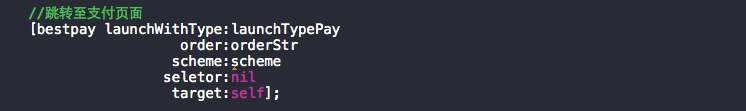 //跳转至支付页面
[bestpay launchWithType:launchTypePay
order:orderStr
scheme:scheme
seletor:nil
target:self];